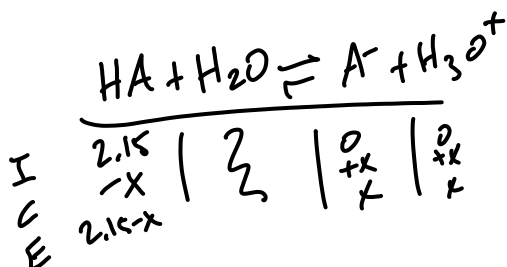 HA + H₂O ⇌ A⁻ + H₃O⁺
I 2.15 | | 0 | 0
C -x | | +x | +x
E 2.15-x | | x | x